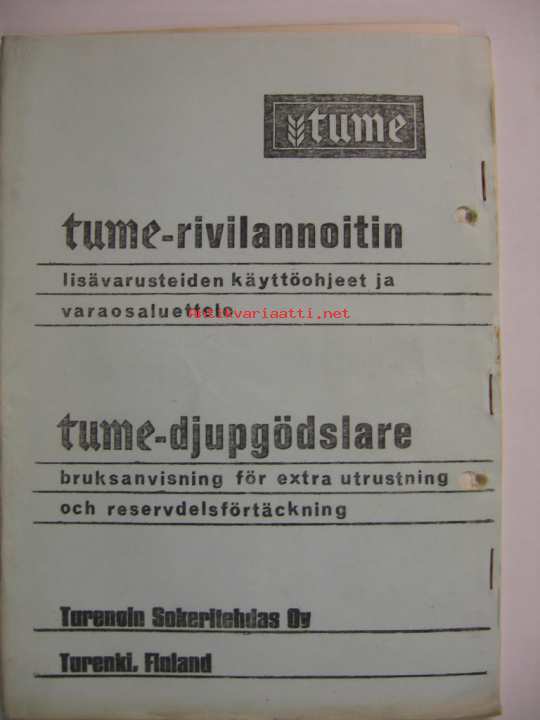 tume
tume-rivilannoitin
lisävarusteiden käyttöohjeet ja
varaosaluettelo
Antikvariaatti.net
tume-djupgödslare
bruksanvisning för extra utrustning
och reservdelsförtäckning
Turengin Sokeritehdas Oy
Turenki, Finland